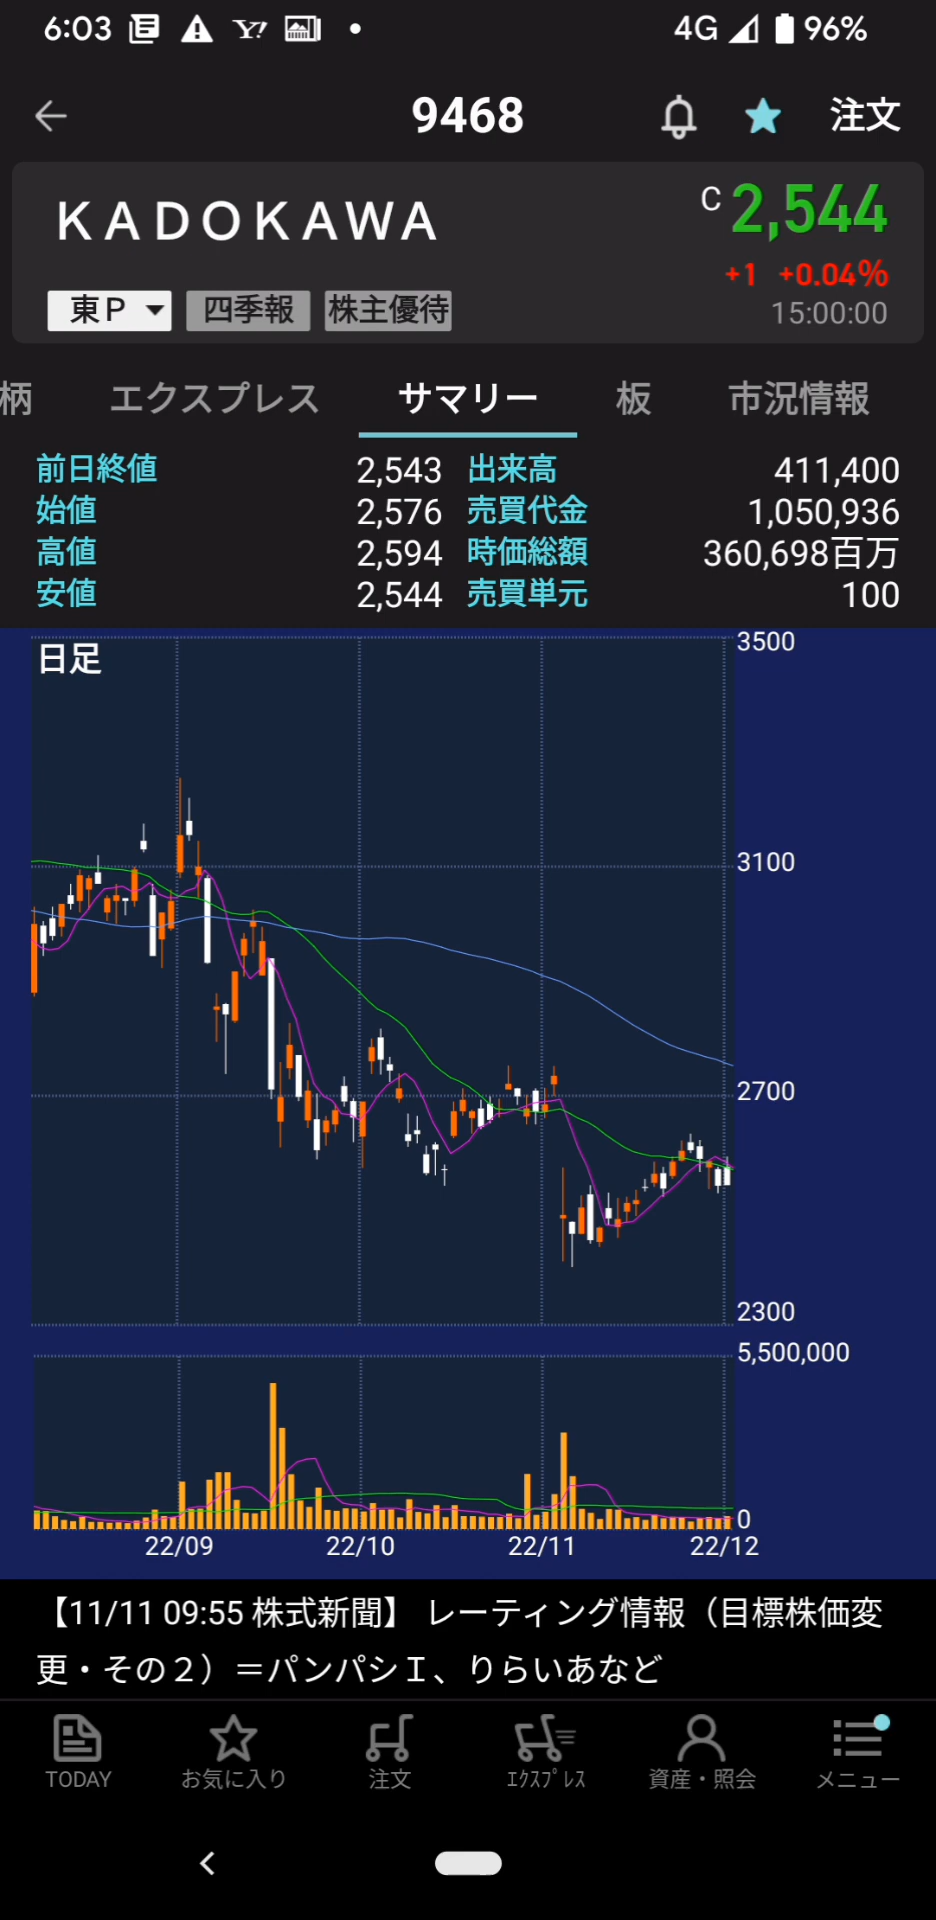 6:03 4G 96%
9468 注文
KADOKAWA C 2,544
+1 +0.04%
東P 四季報 株主優待 15:00:00
柄 エクスプレス サマリー 板 市況情報
前日終値 2,543 出来高 411,400
始値 2,576 売買代金 1,050,936
高値 2,594 時価総額 360,698百万
安値 2,544 売買単元 100
日足
3500
3100
2700
2300
5,500,000
0
22/09 22/10 22/11 22/12
【11/11 09:55 株式新聞】 レーティング情報（目標株価変
更・その２）＝パンパシＩ、りらいあなど
TODAY お気に入り 注文 ｴｸｽﾌﾟﾚｽ 資産・照会 メニュー